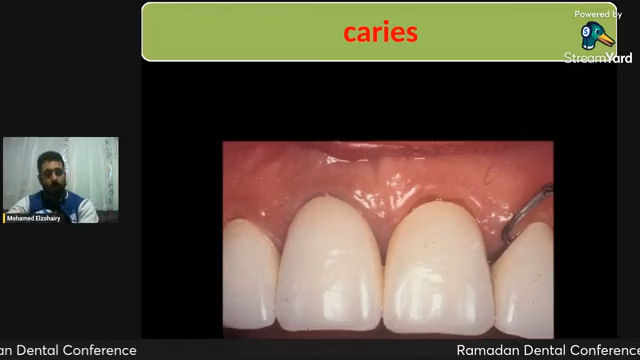 caries
Powered by
StreamYard
Mohamed Elzohairy
an Dental Conference
Ramadan Dental Conference